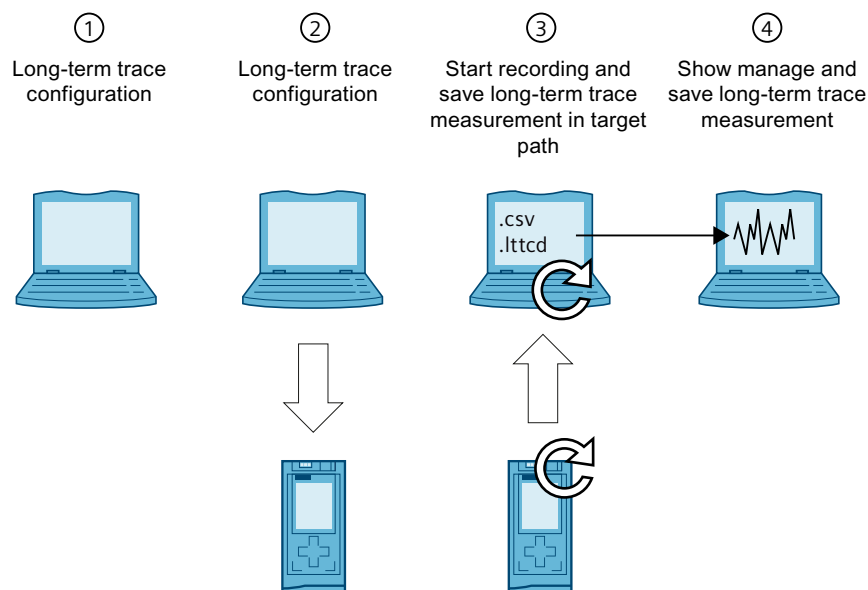 1
Long-term trace
configuration
2
Long-term trace
configuration
3
Start recording and
save long-term trace
measurement in target
path
4
Show manage and
save long-term trace
measurement
.csv
.lttcd